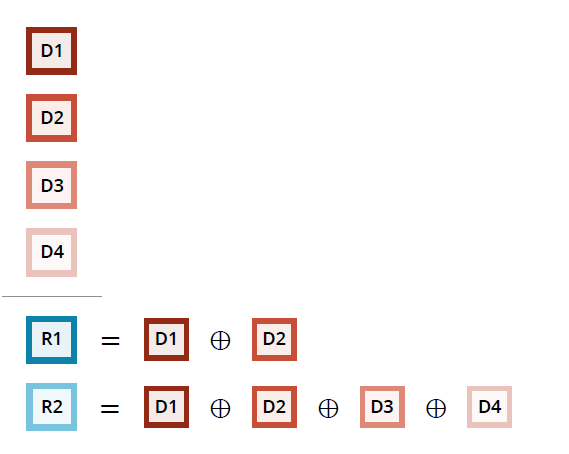 D1
D2
D3
D4
R1 = D1 ⊕ D2
R2 = D1 ⊕ D2 ⊕ D3 ⊕ D4